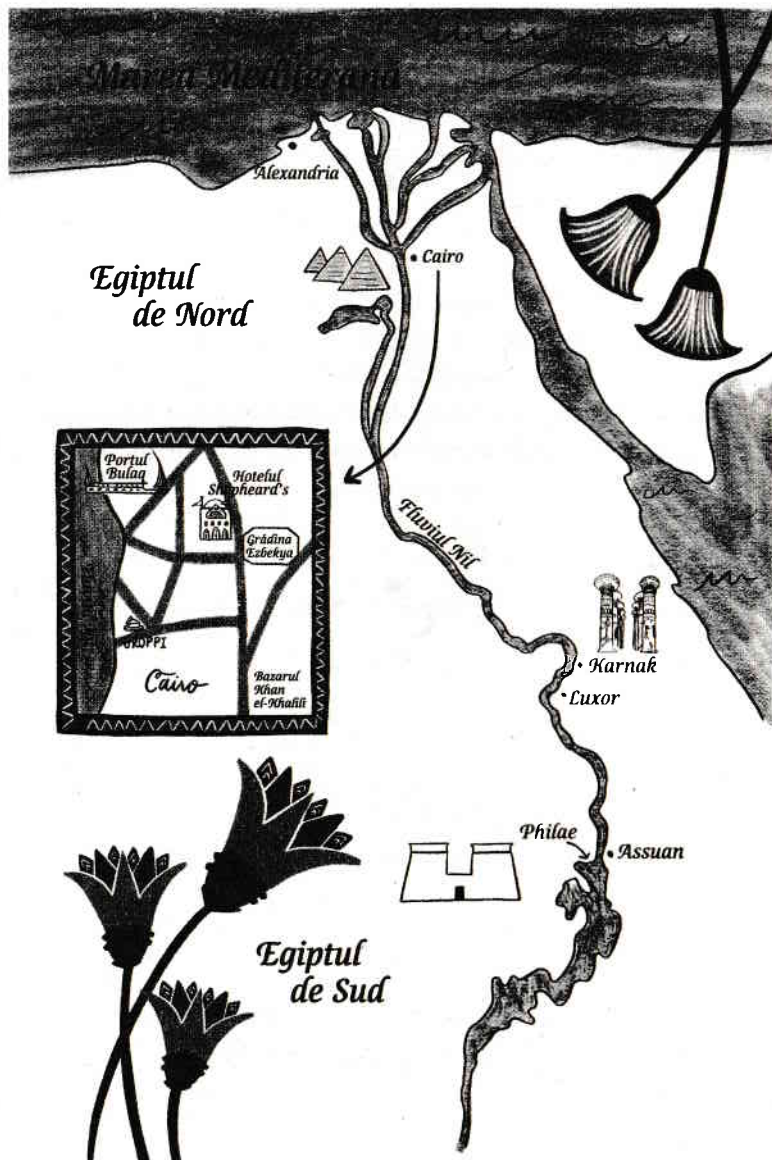 Marea Mediterana
Alexandria
Cairo
Egiptul
de Nord
Portul
Bulaq
Hotelul
Shepheard's
Grădina
Ezbekya
GROPPI
Cairo
Bazarul
Khan
el-Khalili
Fluviul Nil
Karnak
Luxor
Philae
Assuan
Egiptul
de Sud